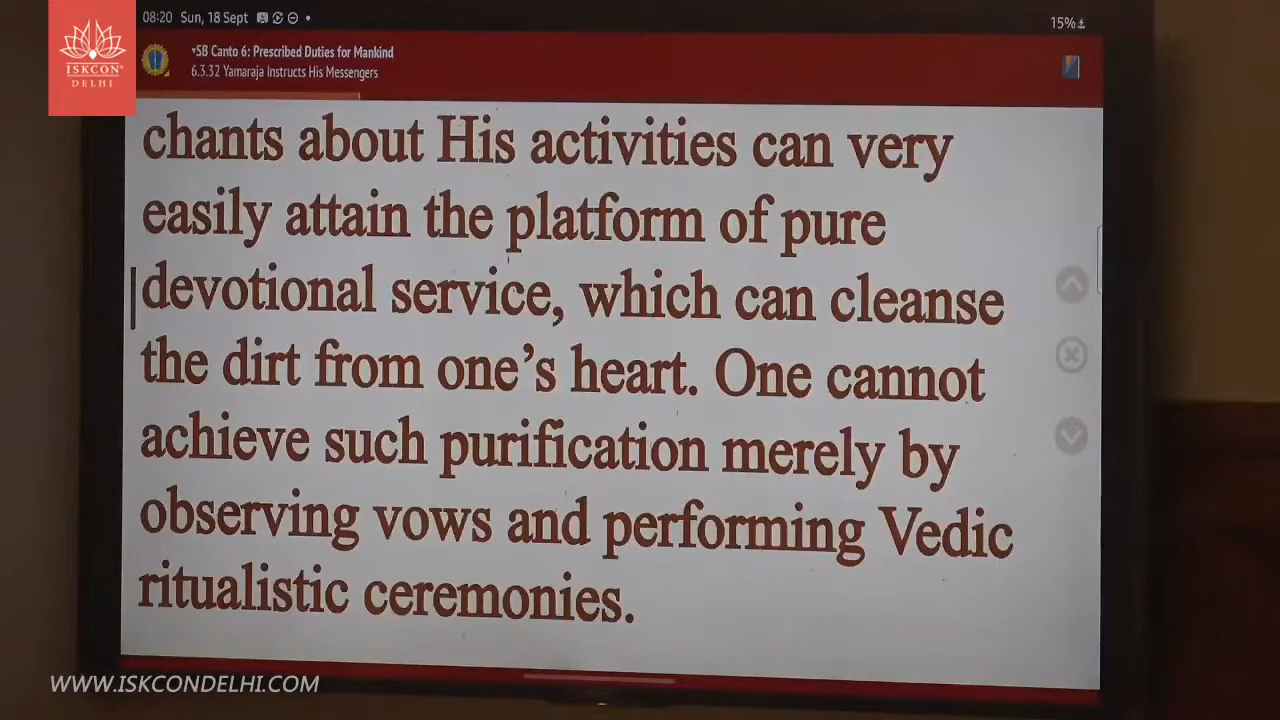 08:20 Sun, 18 Sept
15%
ISKCON
DELHI
SB Canto 6: Prescribed Duties for Mankind
6.3.32 Yamaraja Instructs His Messengers
chants about His activities can very
easily attain the platform of pure
devotional service, which can cleanse
the dirt from one’s heart. One cannot
achieve such purification merely by
observing vows and performing Vedic
ritualistic ceremonies.
WWW.ISKCONDELHI.COM